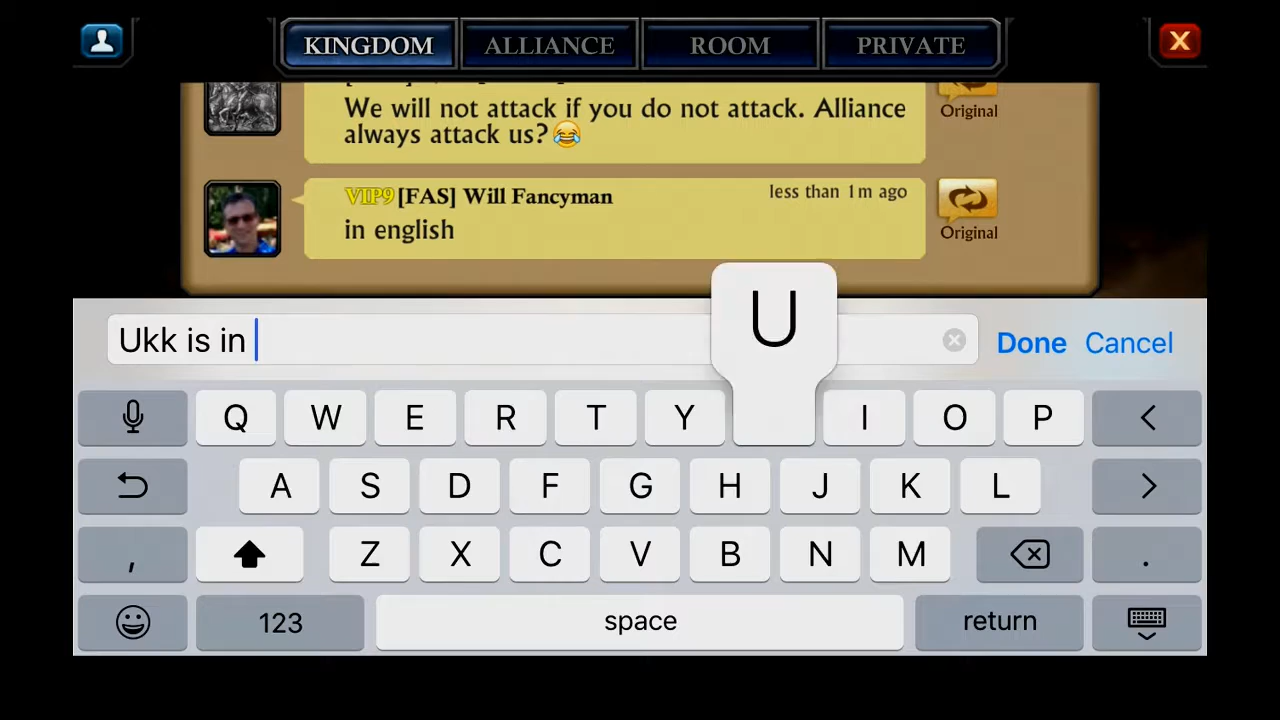 KINGDOM ALLIANCE ROOM PRIVATE X
We will not attack if you do not attack. Alliance
always attack us?😂
Original
VIP9 [FAS] Will Fancyman less than 1m ago
in english
Original
Ukk is in
Done Cancel
U
Q W E R T Y I O P <
A S D F G H J K L >
, Z X C V B N M .
123 space return